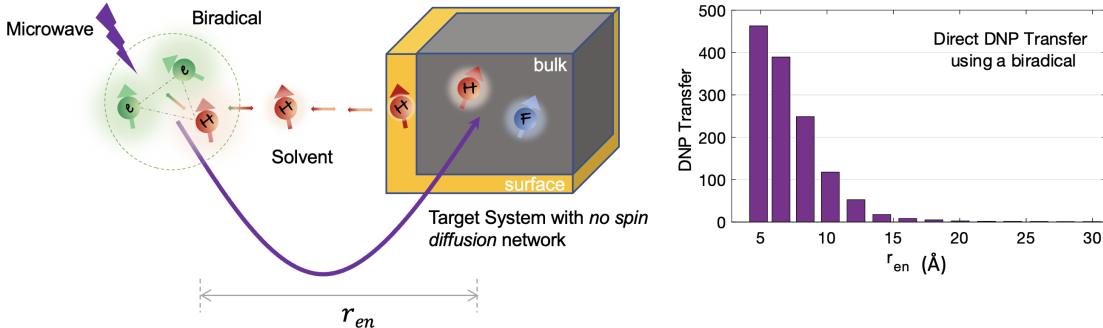 Microwave
Biradical
e
e
H
H
Solvent
H
bulk
H
F
surface
Target System with no spin
diffusion network
r_en
500
400
300
200
100
0
DNP Transfer
Direct DNP Transfer
using a biradical
5 10 15 20 25 30
r_en (Å)